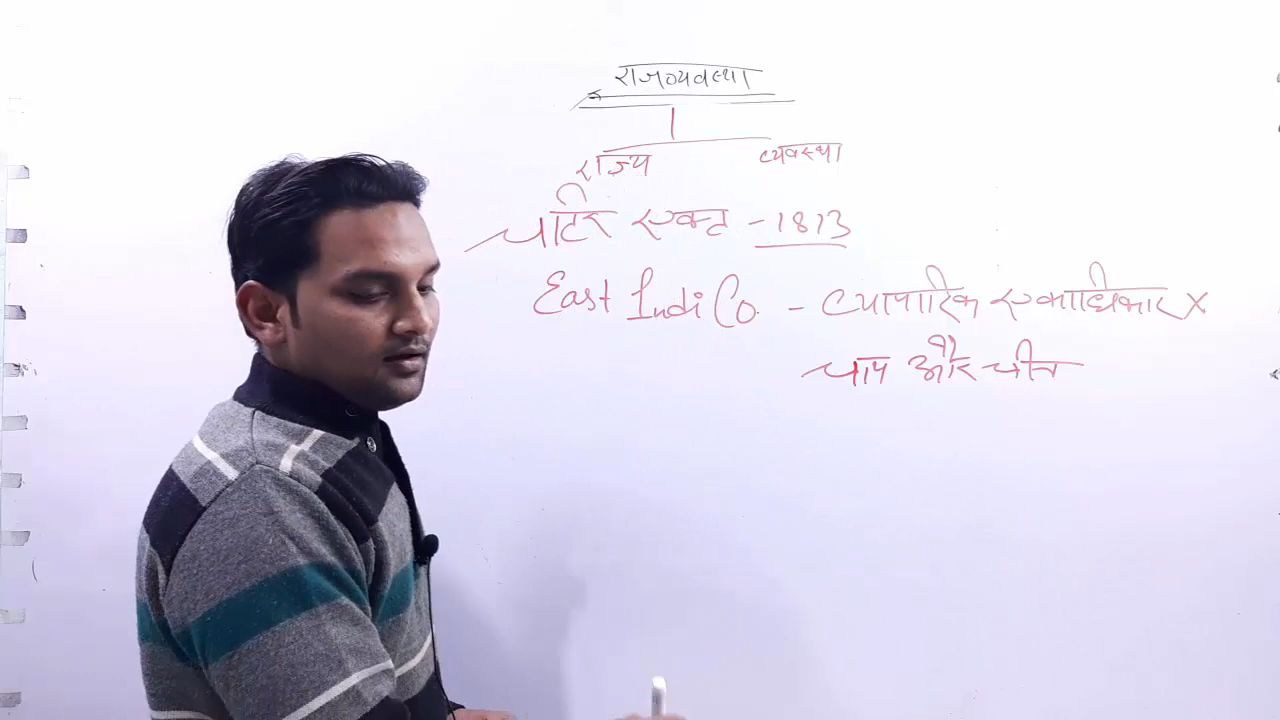 राजव्यवस्था
राज्य व्यवस्था
चार्टर एक्ट - 1813
East Indi Co. - व्यापारिक एकाधिकार X
चाय और चीन